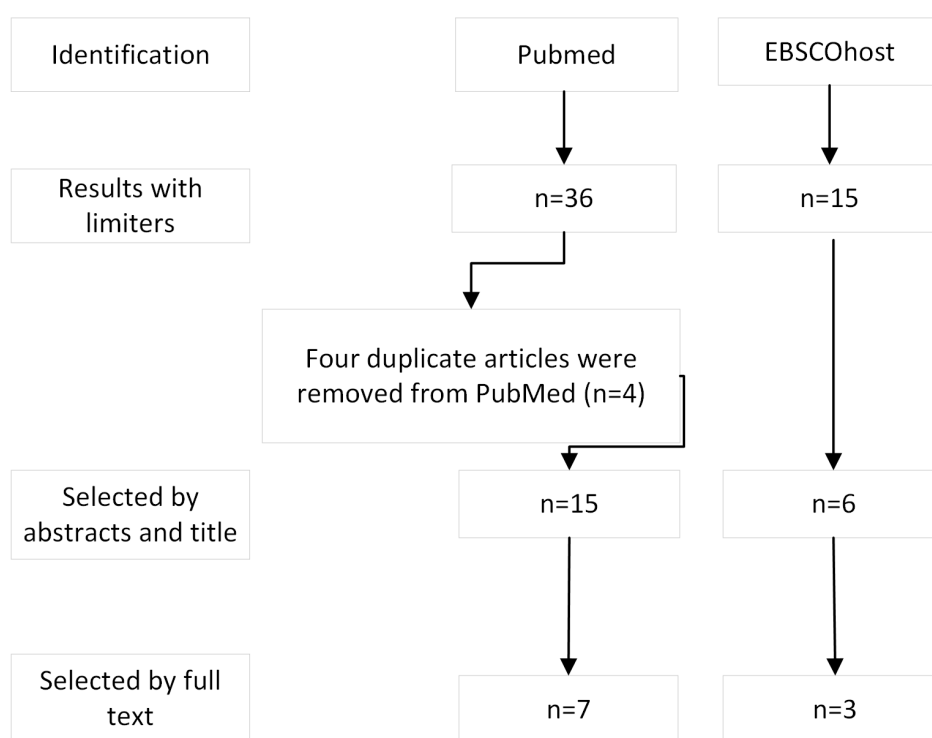 Identification
Pubmed
EBSCOhost
Results with
limiters
n=36
n=15
Four duplicate articles were
removed from PubMed (n=4)
Selected by
abstracts and title
n=15
n=6
Selected by full
text
n=7
n=3